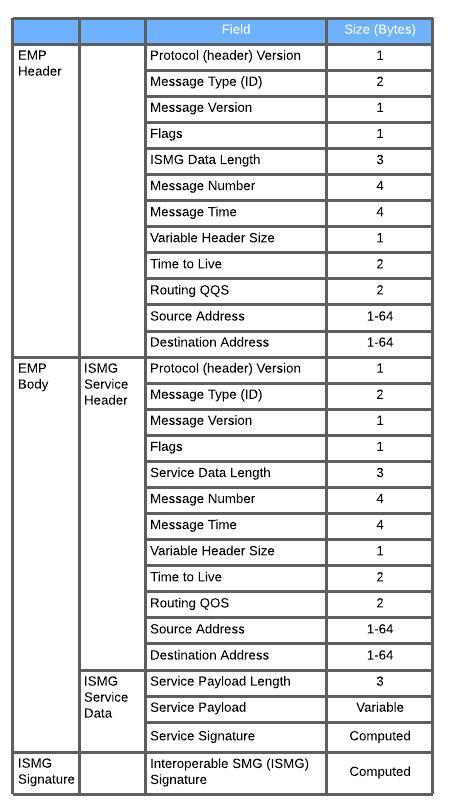 Field Size (Bytes)
EMP Protocol (header) Version 1
Header
Message Type (ID) 2
Message Version 1
Flags 1
ISMG Data Length 3
Message Number 4
Message Time 4
Variable Header Size 1
Time to Live 2
Routing QQS 2
Source Address 1-64
Destination Address 1-64
EMP ISMG Protocol (header) Version 1
Body Service
Header
Message Type (ID) 2
Message Version 1
Flags 1
Service Data Length 3
Message Number 4
Message Time 4
Variable Header Size 1
Time to Live 2
Routing QOS 2
Source Address 1-64
Destination Address 1-64
ISMG Service Payload Length 3
Service
Data
Service Payload Variable
Service Signature Computed
ISMG Interoperable SMG (ISMG) Computed
Signature Signature